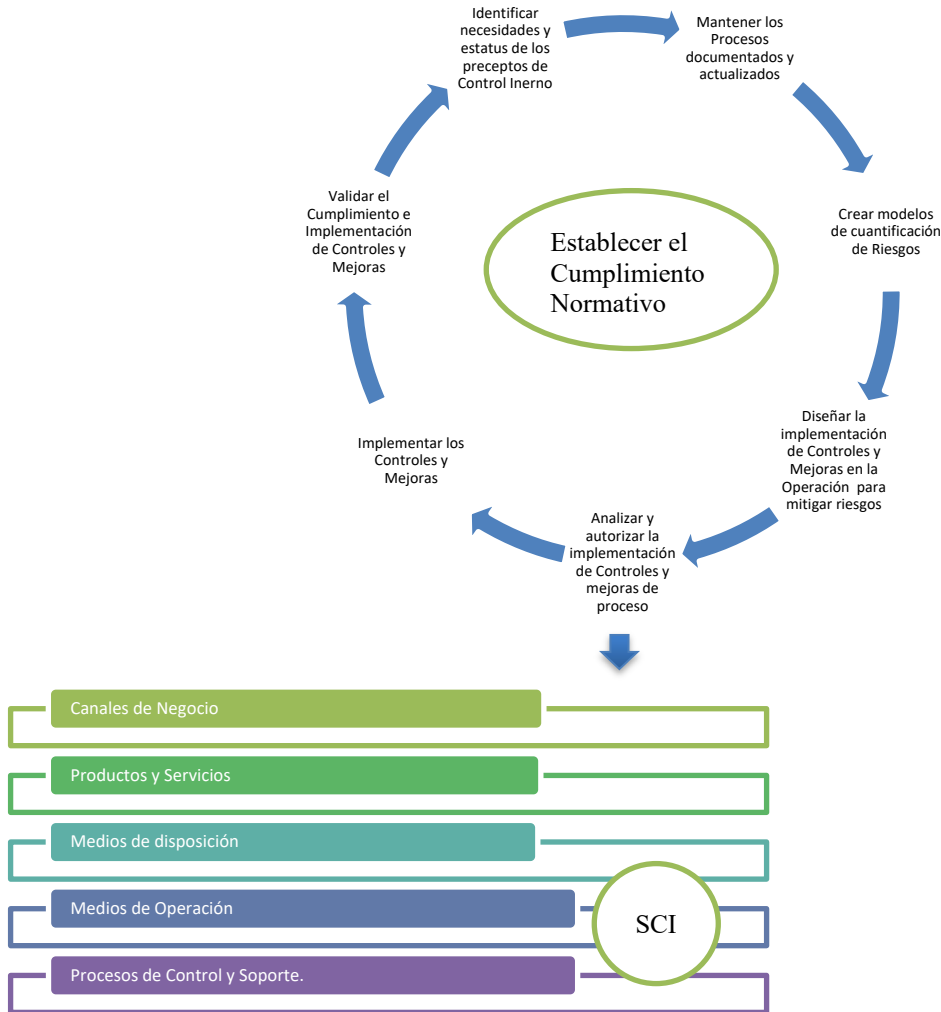 Identificar
necesidades y
estatus de los
preceptos de
Control Inerno
Mantener los
Procesos
documentados y
actualizados
Crear modelos
de cuantificación
de Riesgos
Diseñar la
implementación
de Controles y
Mejoras en la
Operación para
mitigar riesgos
Analizar y
autorizar la
implementación
de Controles y
mejoras de
proceso
Implementar los
Controles y
Mejoras
Validar el
Cumplimiento e
Implementación
de Controles y
Mejoras
Establecer el
Cumplimiento
Normativo
Canales de Negocio
Productos y Servicios
Medios de disposición
Medios de Operación
SCI
Procesos de Control y Soporte.